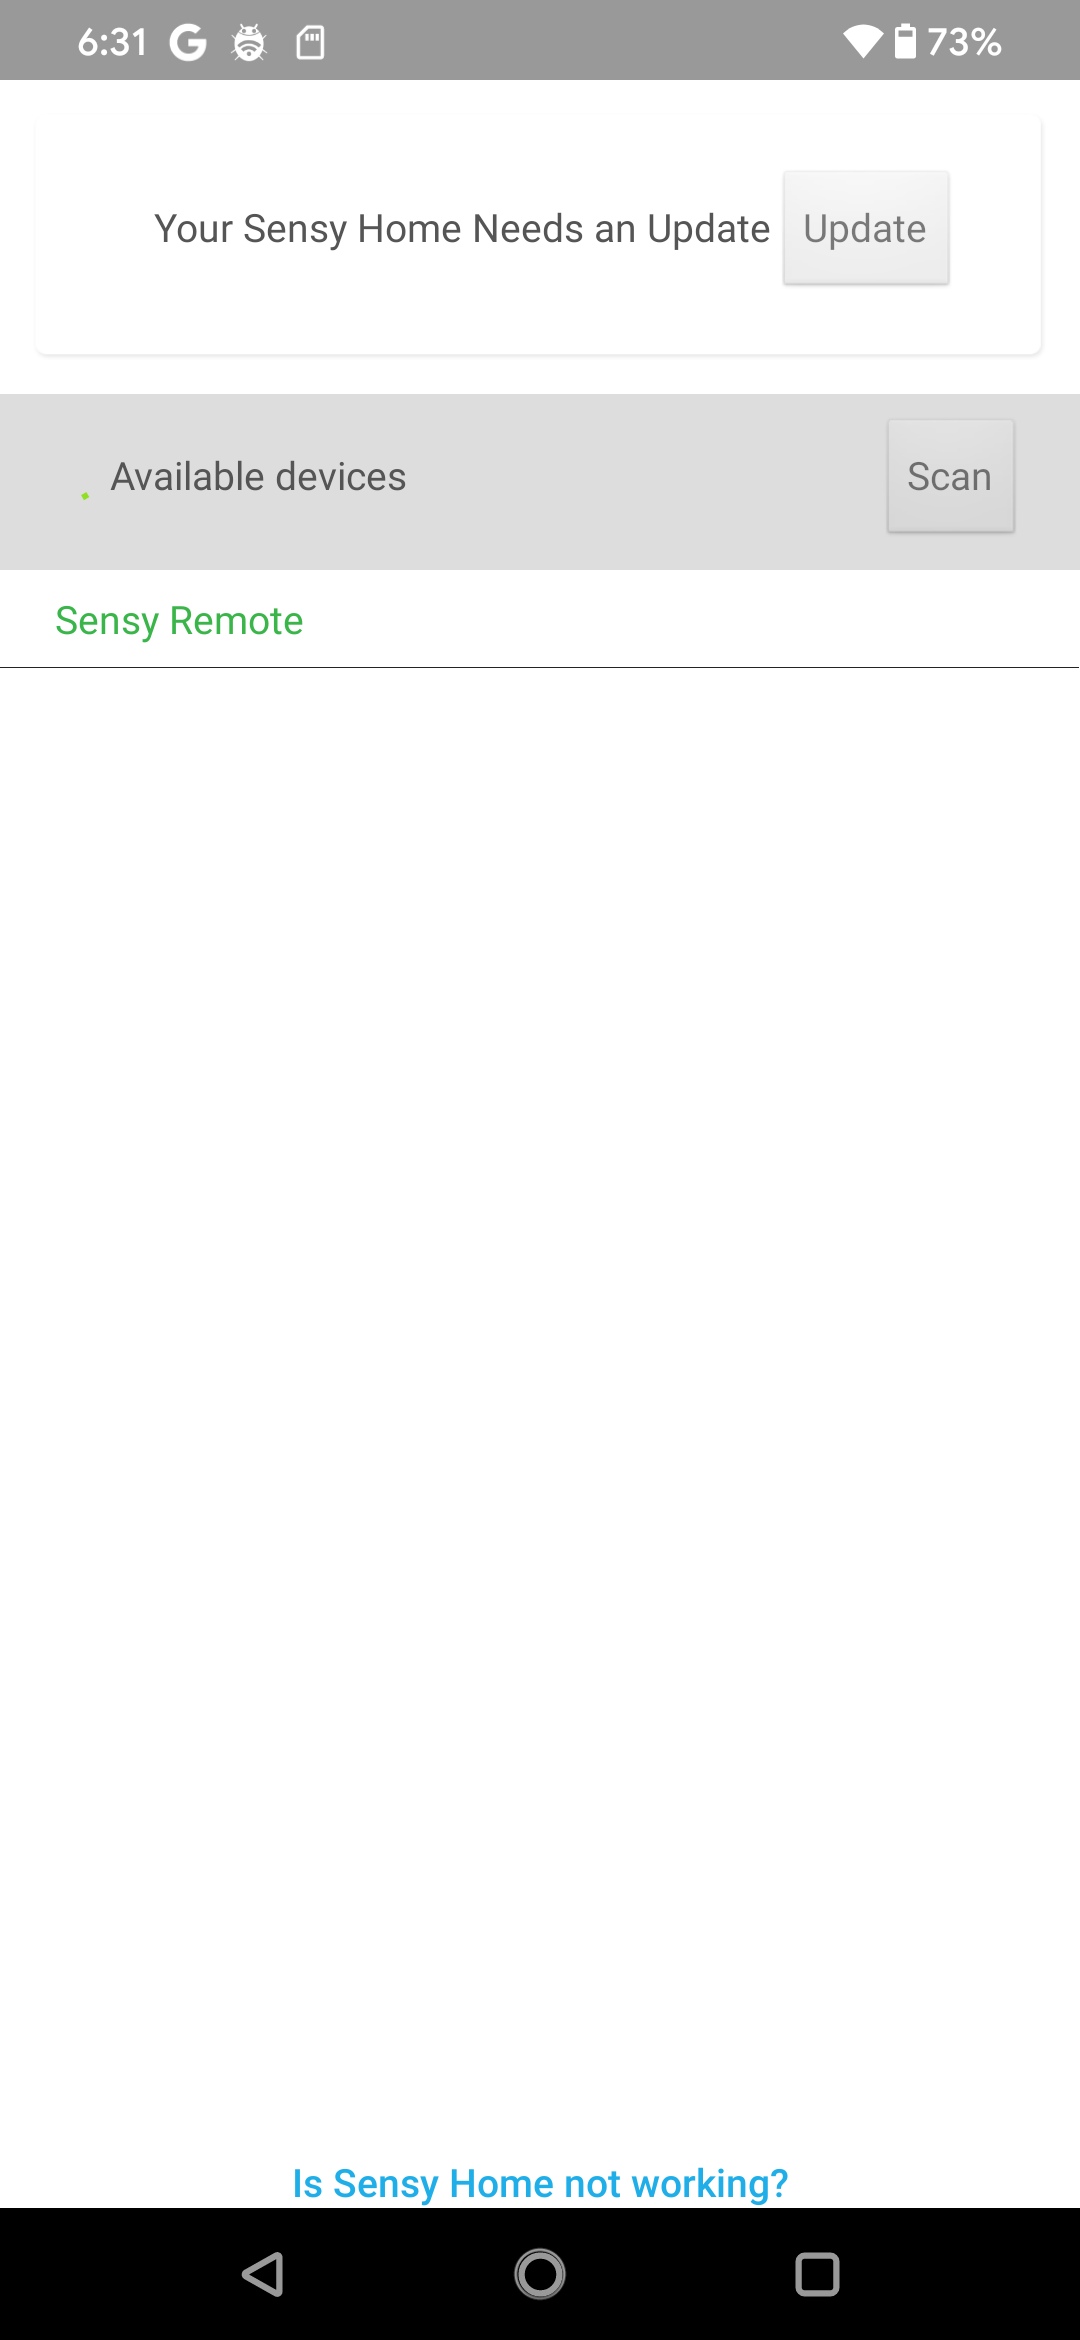 6:31 73%
Your Sensy Home Needs an Update Update
Available devices Scan
Sensy Remote
Is Sensy Home not working?